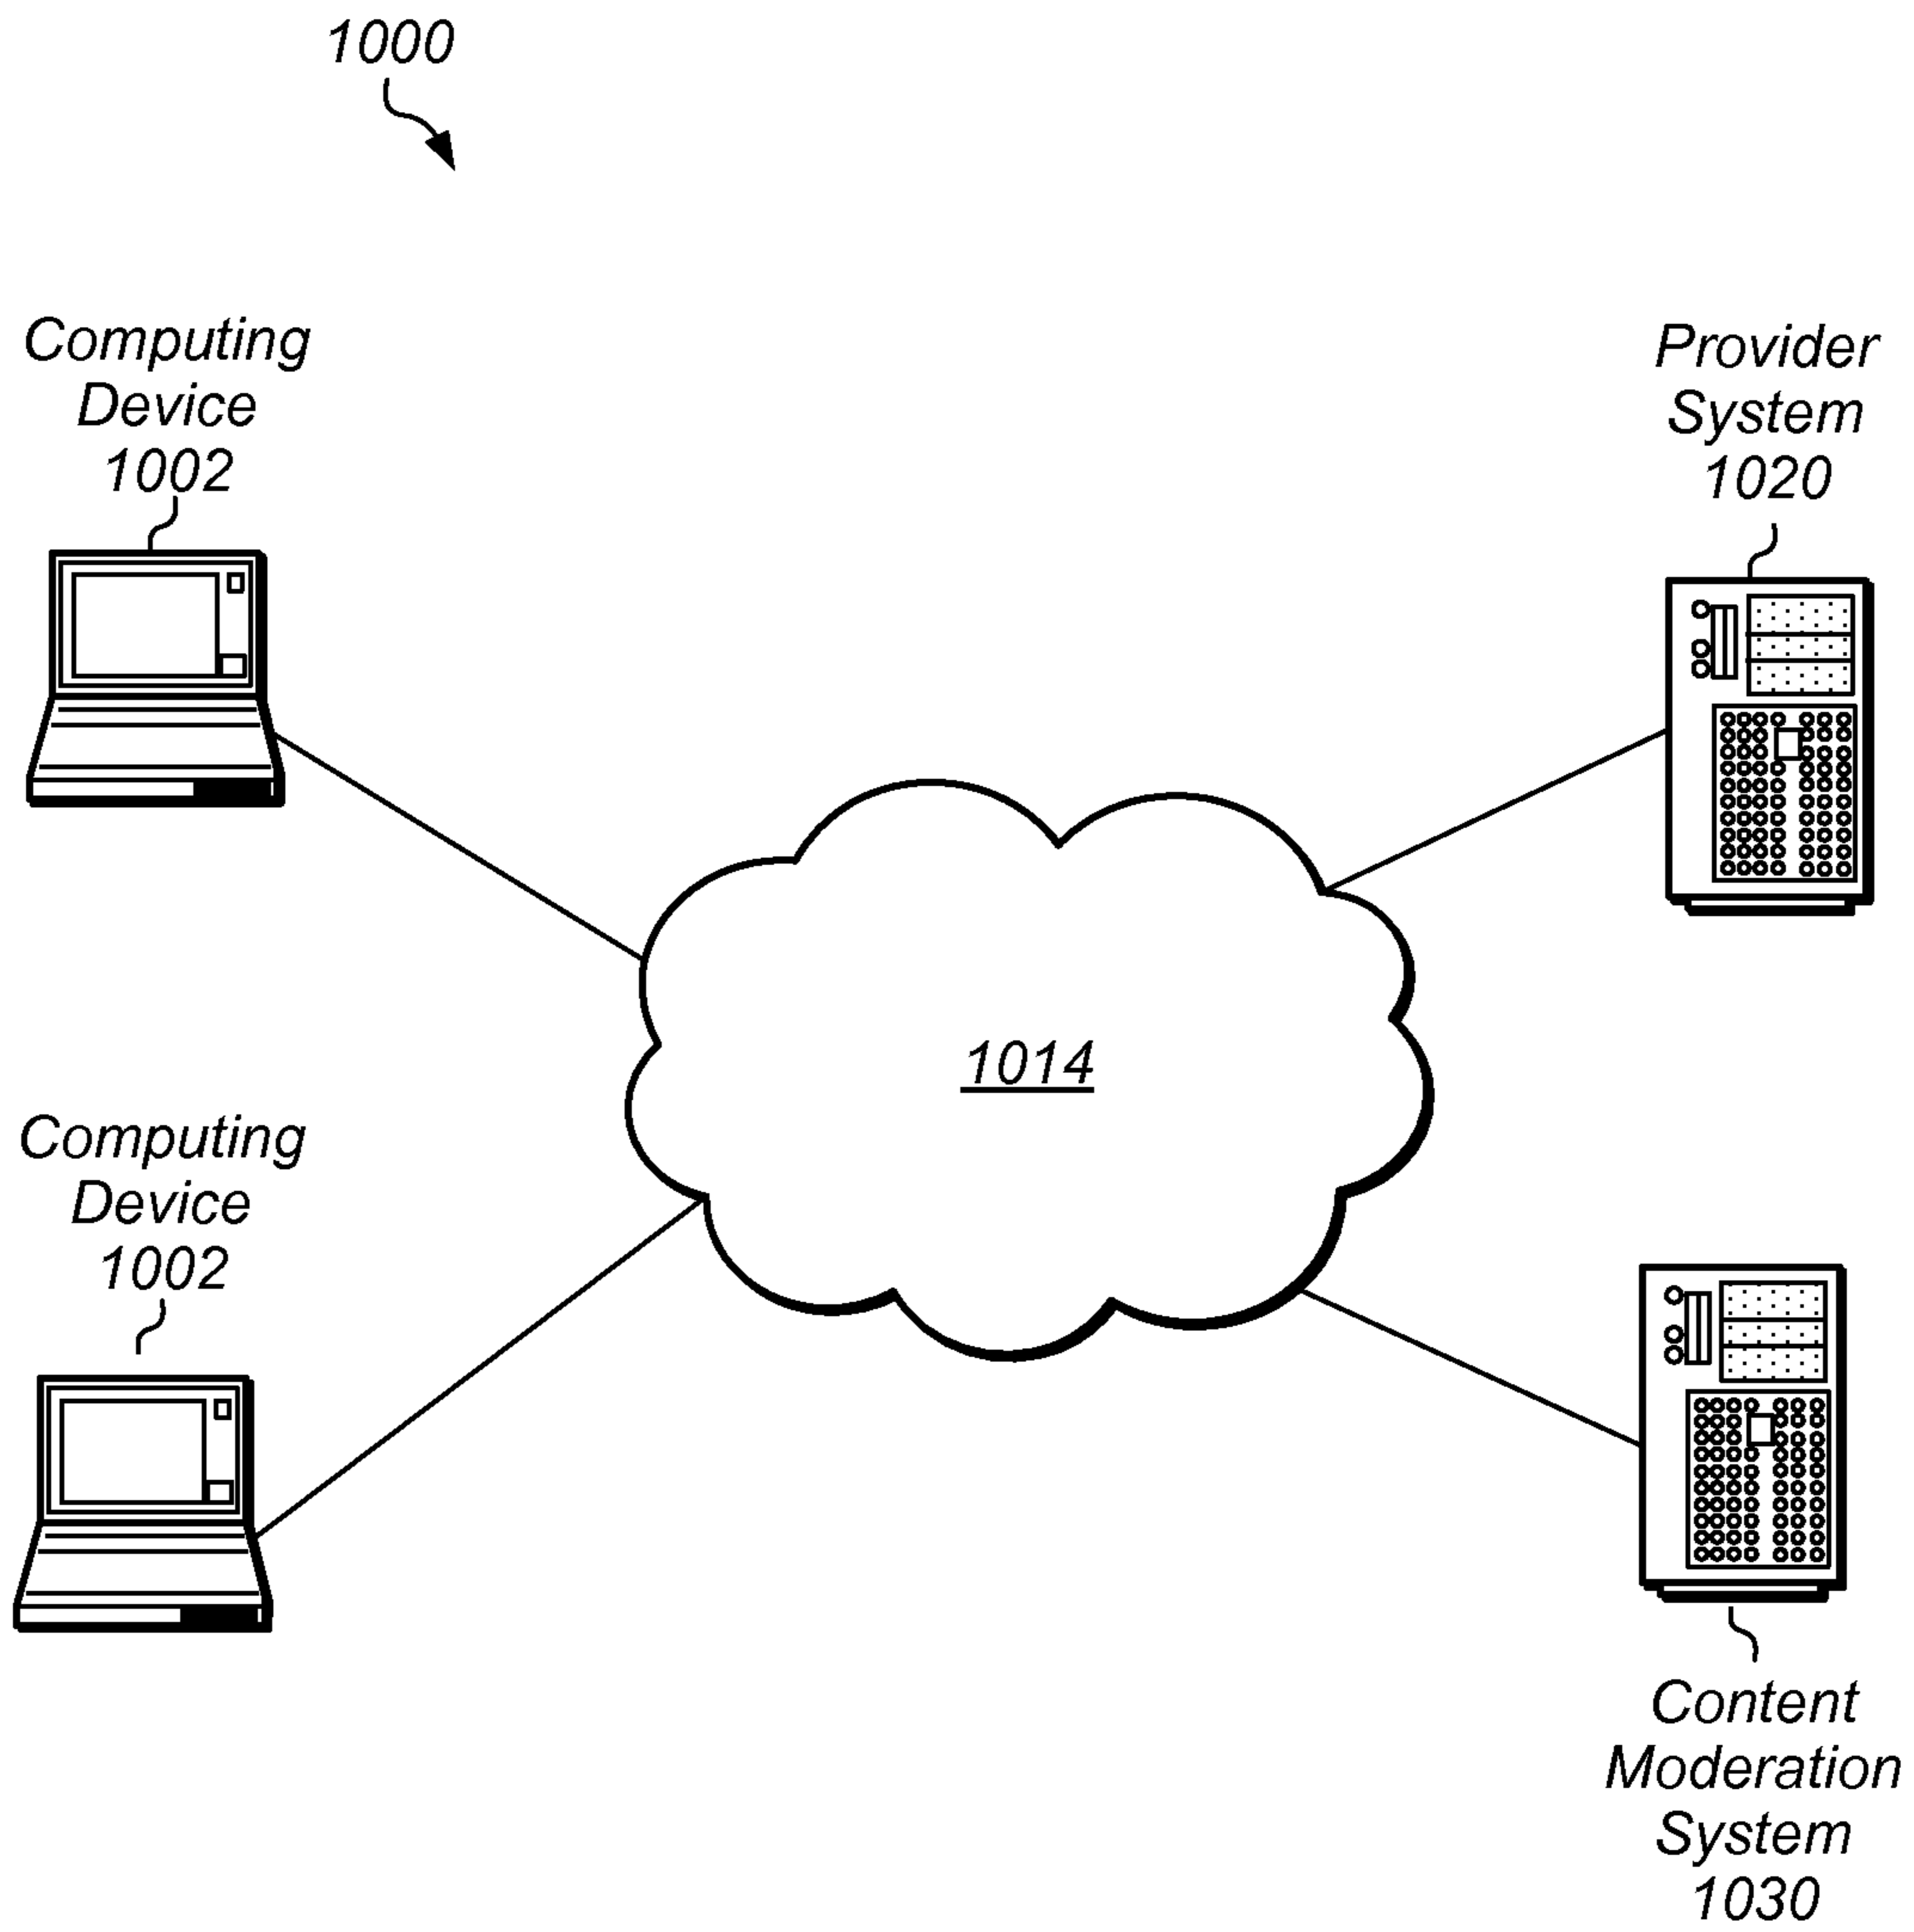 1000
Computing
Device
1002
Provider
System
1020
1014
Computing
Device
1002
Content
Moderation
System
1030